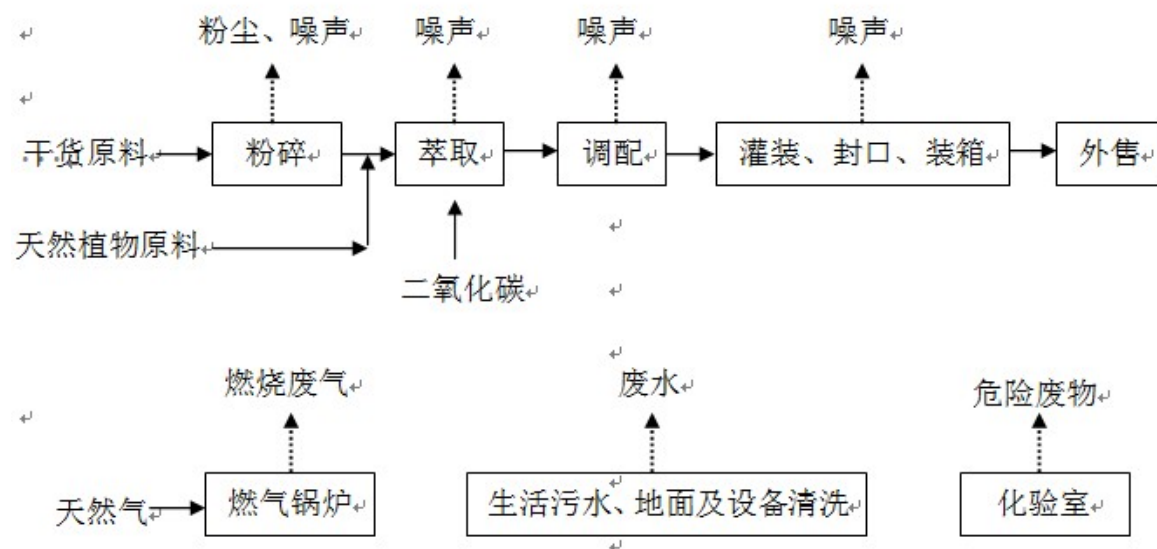 粉尘、噪声 噪声 噪声 噪声
干货原料 粉碎 萃取 调配 灌装、封口、装箱 外售
天然植物原料
二氧化碳
燃烧废气 废水 危险废物
天然气 燃气锅炉 生活污水、地面及设备清洗 化验室